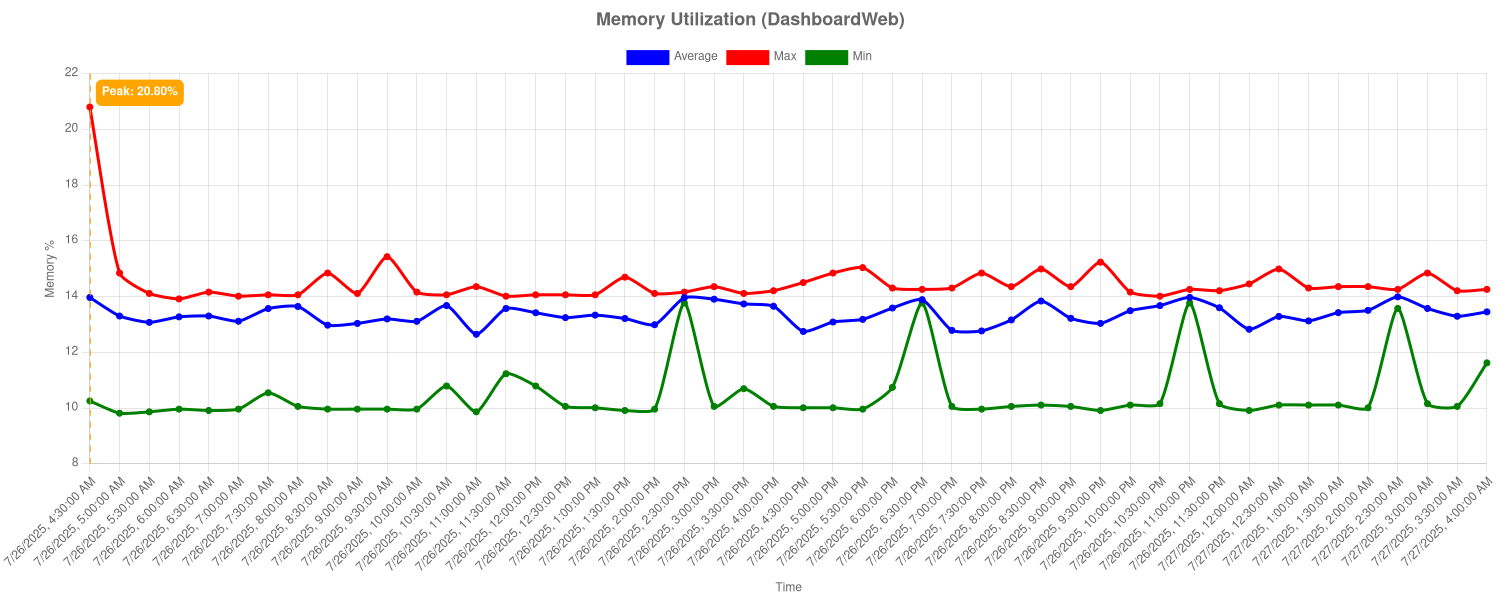 Memory Utilization (DashboardWeb)
Average Max Min
Peak: 20.80%
22
20
18
16
14
12
10
8
Memory %
7/26/2025, 4:30:00 AM
7/26/2025, 5:00:00 AM
7/26/2025, 5:30:00 AM
7/26/2025, 6:00:00 AM
7/26/2025, 6:30:00 AM
7/26/2025, 7:00:00 AM
7/26/2025, 7:30:00 AM
7/26/2025, 8:00:00 AM
7/26/2025, 8:30:00 AM
7/26/2025, 9:00:00 AM
7/26/2025, 9:30:00 AM
7/26/2025, 10:00:00 AM
7/26/2025, 10:30:00 AM
7/26/2025, 11:00:00 AM
7/26/2025, 11:30:00 AM
7/26/2025, 12:00:00 PM
7/26/2025, 12:30:00 PM
7/26/2025, 1:00:00 PM
7/26/2025, 1:30:00 PM
7/26/2025, 2:00:00 PM
7/26/2025, 2:30:00 PM
7/26/2025, 3:00:00 PM
7/26/2025, 3:30:00 PM
7/26/2025, 4:00:00 PM
7/26/2025, 4:30:00 PM
7/26/2025, 5:00:00 PM
7/26/2025, 5:30:00 PM
7/26/2025, 6:00:00 PM
7/26/2025, 6:30:00 PM
7/26/2025, 7:00:00 PM
7/26/2025, 7:30:00 PM
7/26/2025, 8:00:00 PM
7/26/2025, 8:30:00 PM
7/26/2025, 9:00:00 PM
7/26/2025, 9:30:00 PM
7/26/2025, 10:00:00 PM
7/26/2025, 10:30:00 PM
7/26/2025, 11:00:00 PM
7/26/2025, 11:30:00 PM
7/27/2025, 12:00:00 AM
7/27/2025, 12:30:00 AM
7/27/2025, 1:00:00 AM
7/27/2025, 1:30:00 AM
7/27/2025, 2:00:00 AM
7/27/2025, 2:30:00 AM
7/27/2025, 3:00:00 AM
7/27/2025, 3:30:00 AM
7/27/2025, 4:00:00 AM
Time